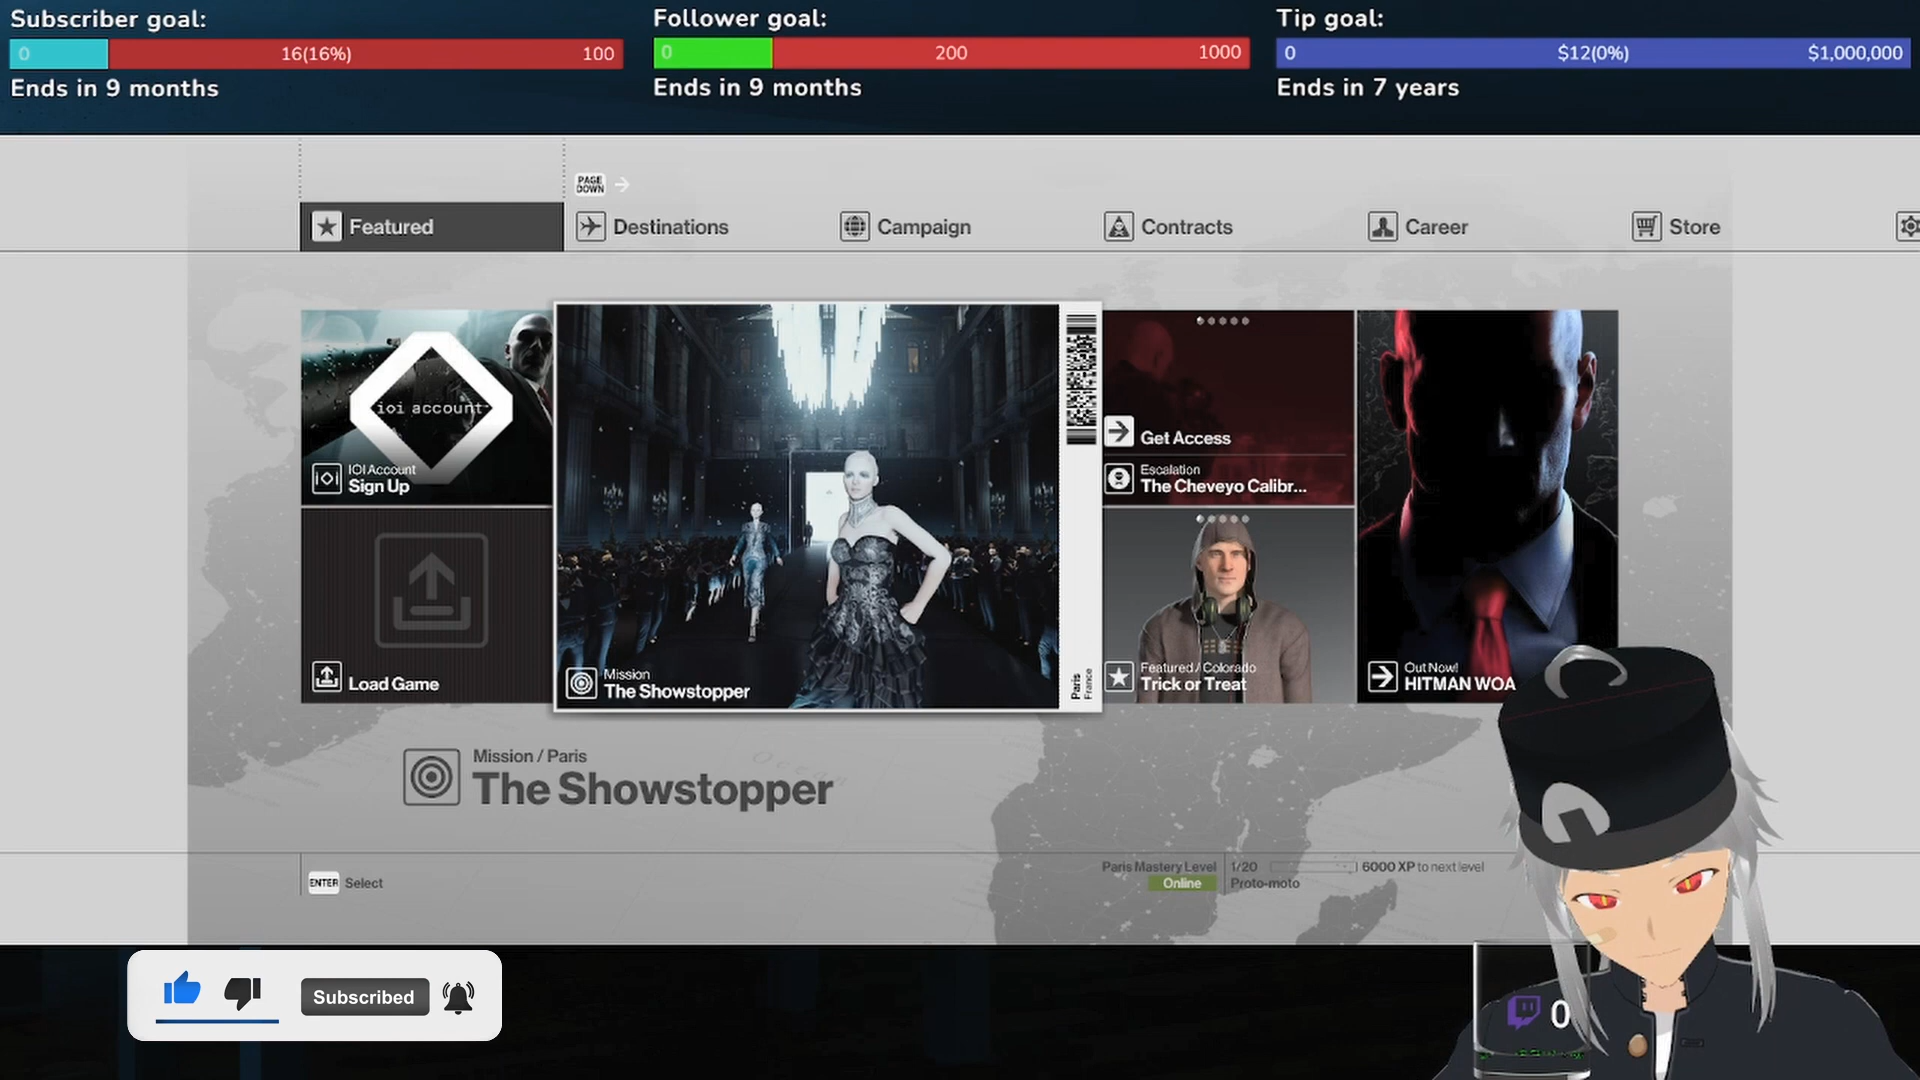 Subscriber goal:
0 16(16%) 100
Ends in 9 months
Follower goal:
0 200 1000
Ends in 9 months
Tip goal:
0 $12(0%) $1,000,000
Ends in 7 years
PAGE DOWN
Featured
Destinations
Campaign
Contracts
Career
Store
ioi account
IOI Account
Sign Up
Load Game
Mission
The Showstopper
Paris
France
Get Access
Escalation
The Cheveyo Calibr...
Featured / Colorado
Trick or Treat
Out Now!
HITMAN WOA
Mission / Paris
The Showstopper
ENTER Select
Paris Mastery Level 1/20 6000 XP to next level
Online Proto-moto
Subscribed
0